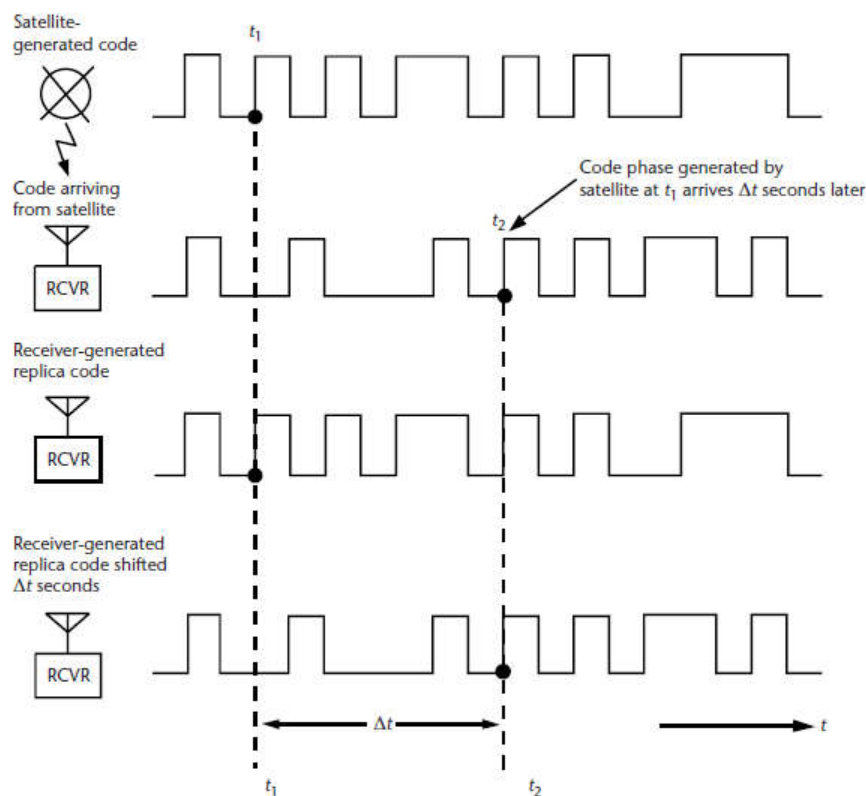 Satellite-
generated code
t1
Code arriving
from satellite
Code phase generated by
satellite at t1 arrives Δt seconds later
t2
RCVR
Receiver-generated
replica code
RCVR
Receiver-generated
replica code shifted
Δt seconds
RCVR
Δt
t
t1
t2